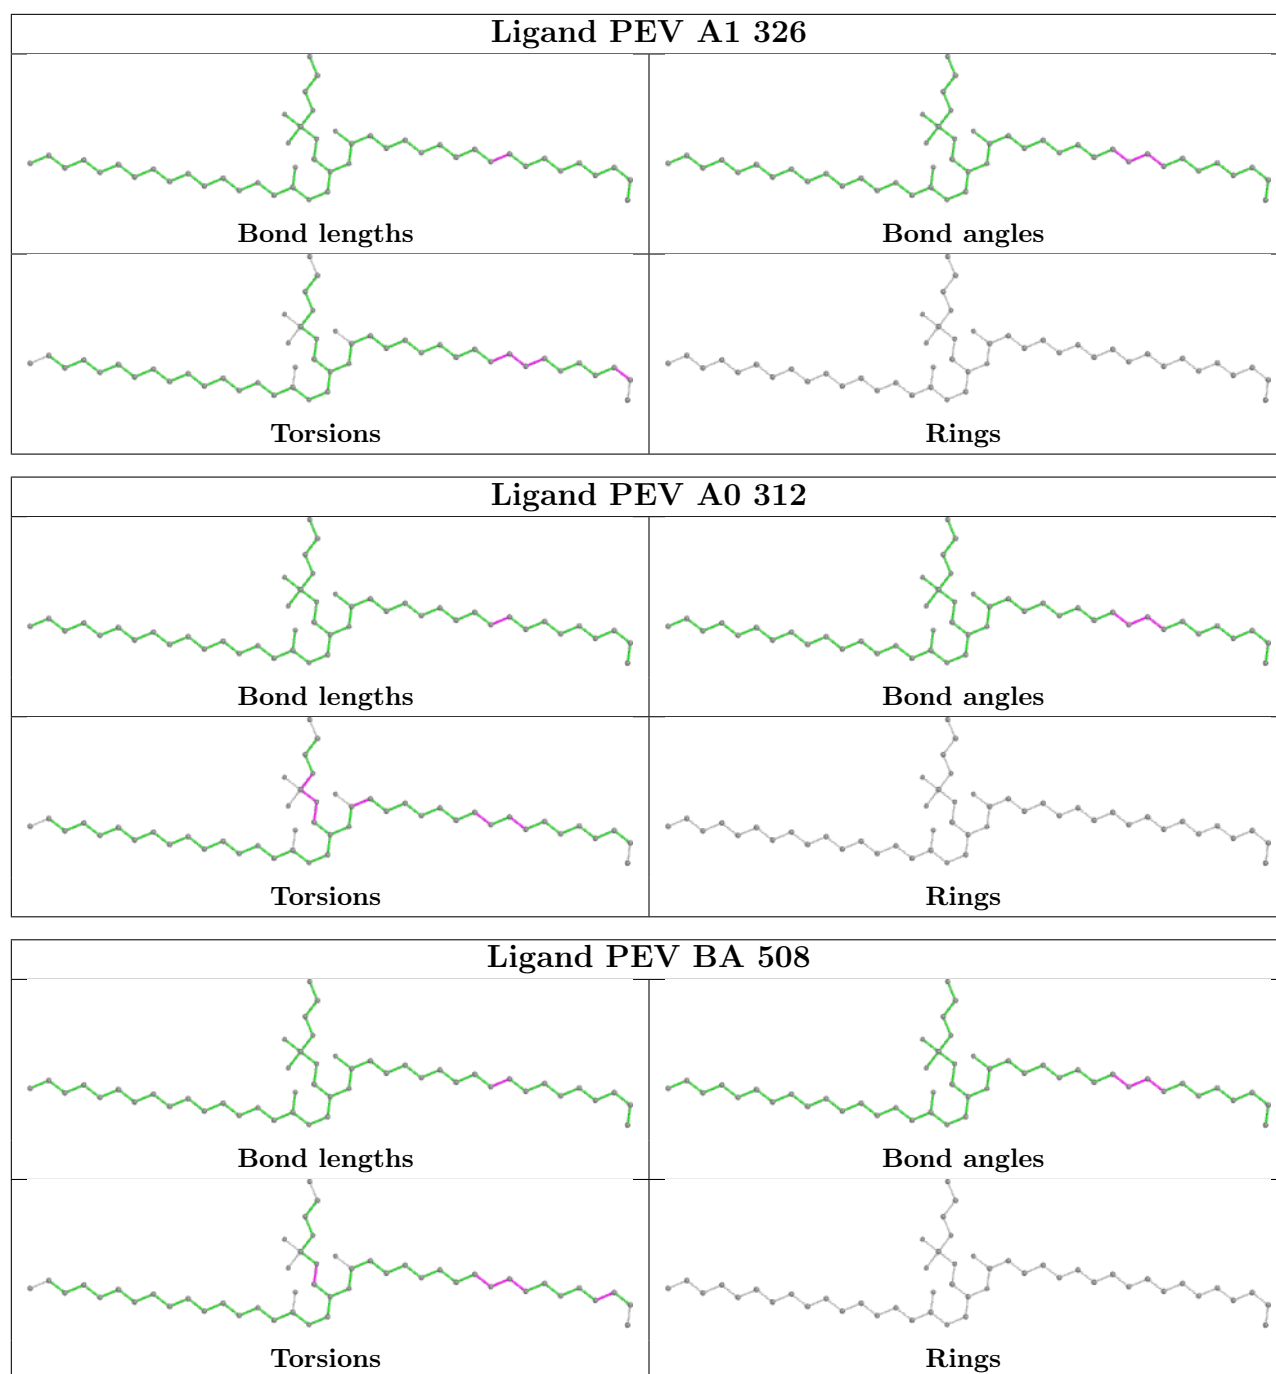 Ligand PEV A1 326
Bond lengths
Bond angles
Torsions
Rings
Ligand PEV A0 312
Bond lengths
Bond angles
Torsions
Rings
Ligand PEV BA 508
Bond lengths
Bond angles
Torsions
Rings